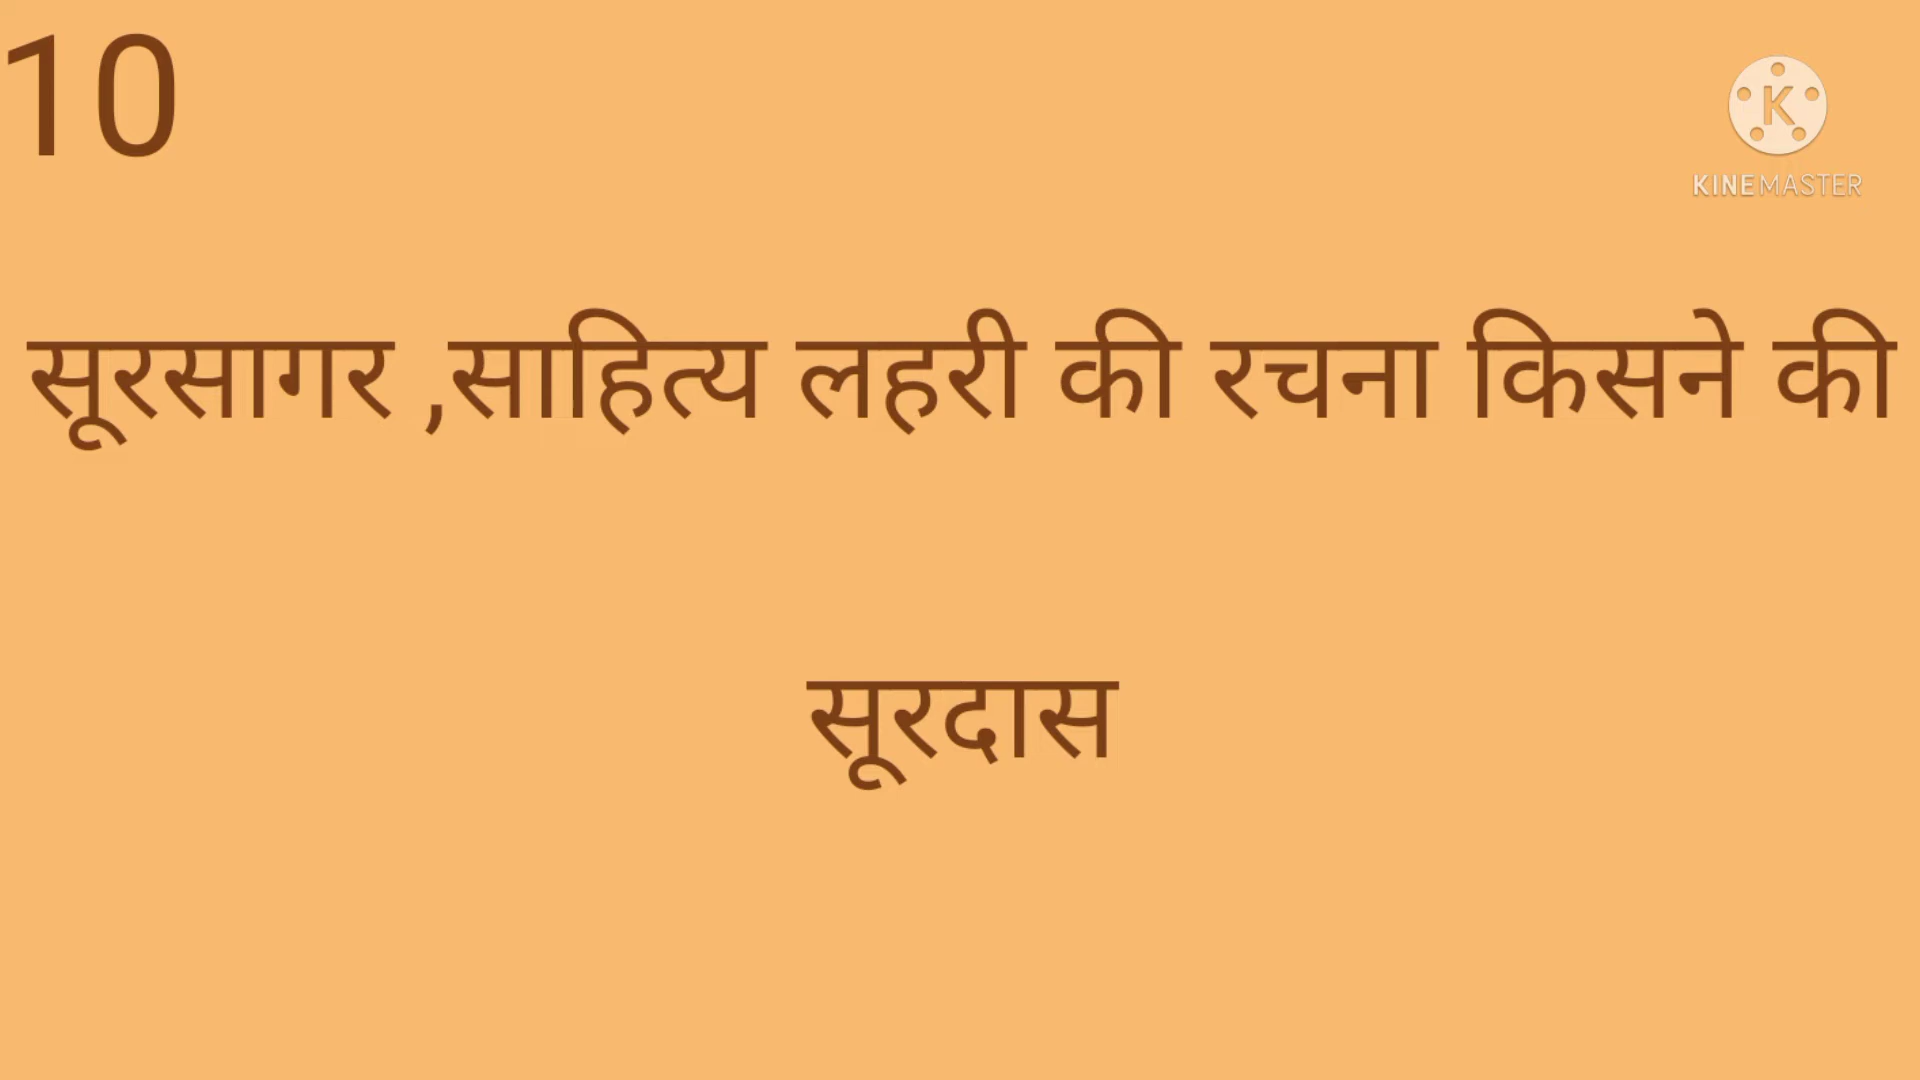 10
K
KINEMASTER
सूरसागर ,साहित्य लहरी की रचना किसने की
सूरदास